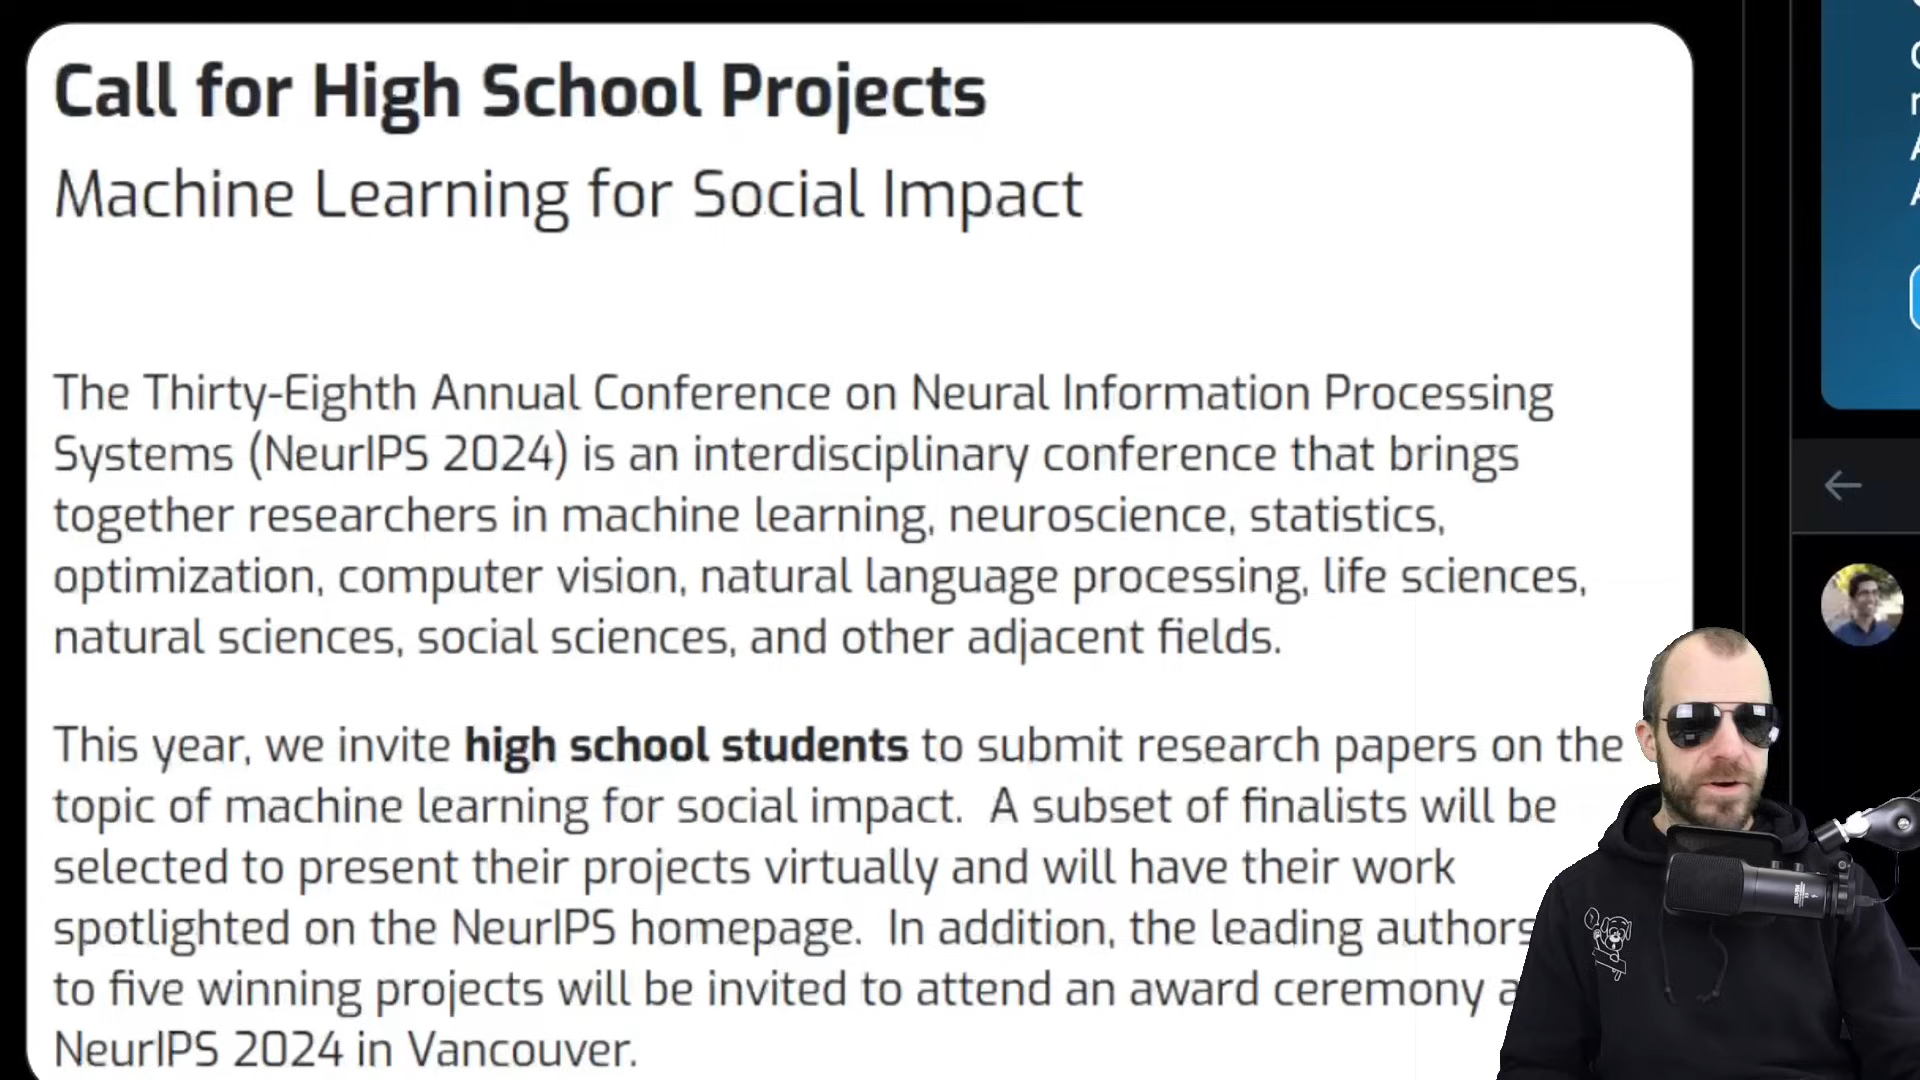 Call for High School Projects
Machine Learning for Social Impact
The Thirty-Eighth Annual Conference on Neural Information Processing
Systems (NeurIPS 2024) is an interdisciplinary conference that brings
together researchers in machine learning, neuroscience, statistics,
optimization, computer vision, natural language processing, life sciences,
natural sciences, social sciences, and other adjacent fields.
This year, we invite high school students to submit research papers on the
topic of machine learning for social impact. A subset of finalists will be
selected to present their projects virtually and will have their work
spotlighted on the NeurIPS homepage. In addition, the leading authors
to five winning projects will be invited to attend an award ceremony
NeurIPS 2024 in Vancouver.